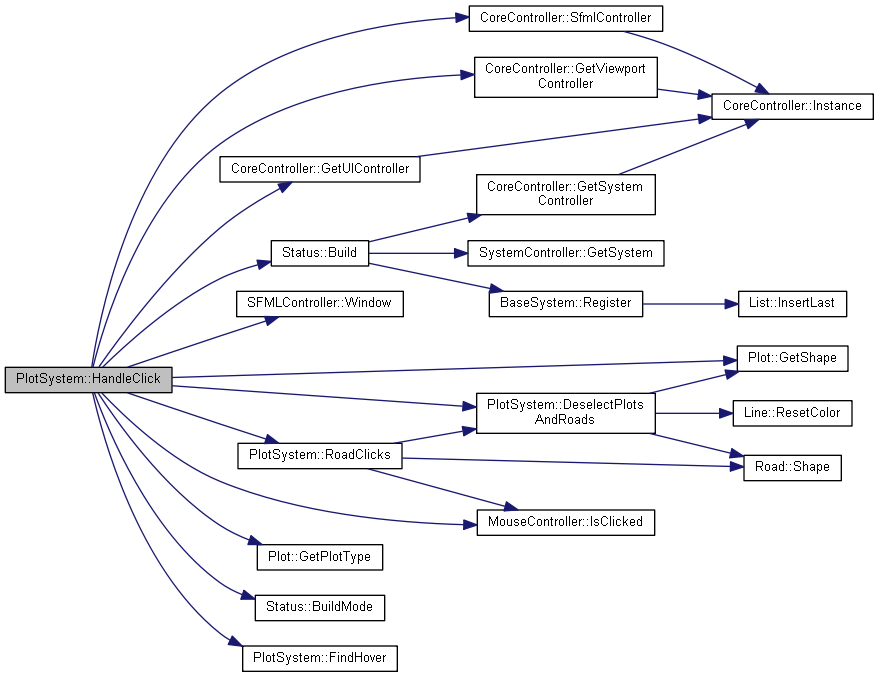 CoreController::SfmlController
CoreController::GetViewport
Controller
CoreController::Instance
CoreController::GetUIController
CoreController::GetSystem
Controller
Status::Build
SystemController::GetSystem
SFMLController::Window
BaseSystem::Register
List::InsertLast
Plot::GetShape
PlotSystem::HandleClick
PlotSystem::DeselectPlots
AndRoads
Line::ResetColor
PlotSystem::RoadClicks
Road::Shape
MouseController::IsClicked
Plot::GetPlotType
Status::BuildMode
PlotSystem::FindHover